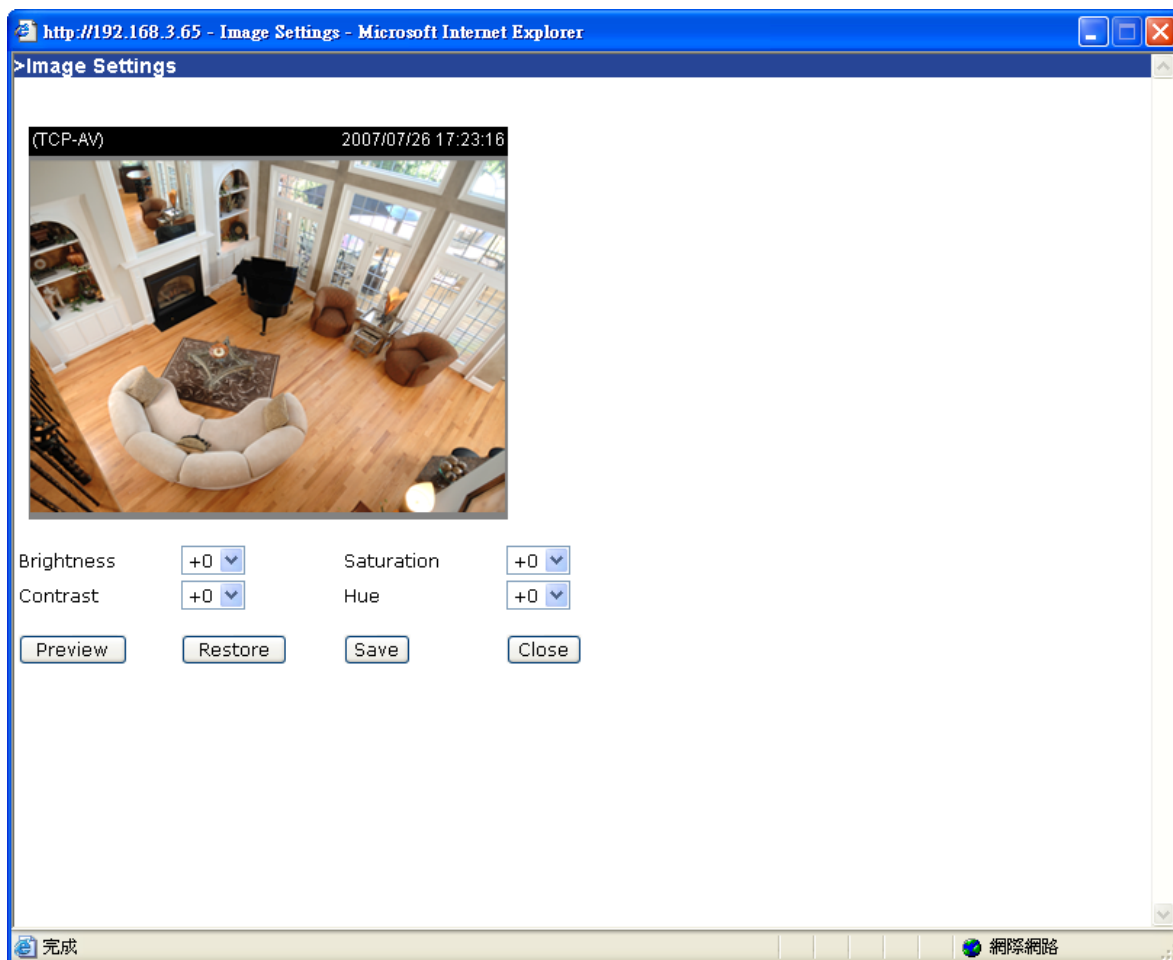 http://192.168.3.65 - Image Settings - Microsoft Internet Explorer
>Image Settings
(TCP-AV) 2007/07/26 17:23:16
Brightness +0 Saturation +0
Contrast +0 Hue +0
Preview Restore Save Close
完成 網際網路